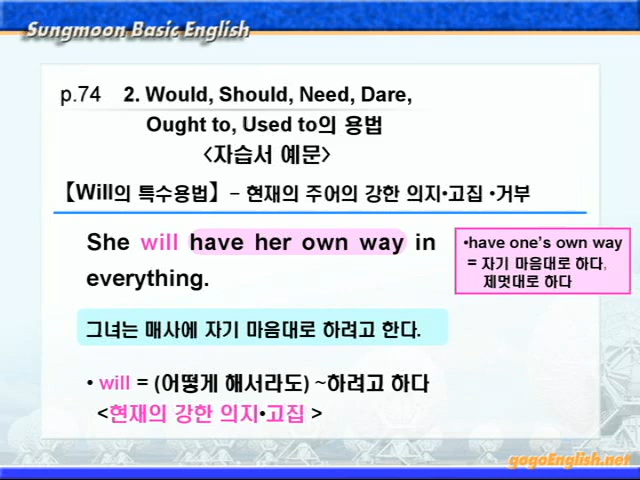 Sungmoon Basic English
p.74 2. Would, Should, Need, Dare,
Ought to, Used to의 용법
<자습서 예문>
【Will의 특수용법】 – 현재의 주어의 강한 의지•고집 •거부
She will have her own way in
everything.
•have one's own way
= 자기 마음대로 하다,
제멋대로 하다
그녀는 매사에 자기 마음대로 하려고 한다.
• will = (어떻게 해서라도) ~하려고 하다
<현재의 강한 의지•고집 >
gogoEnglish.net